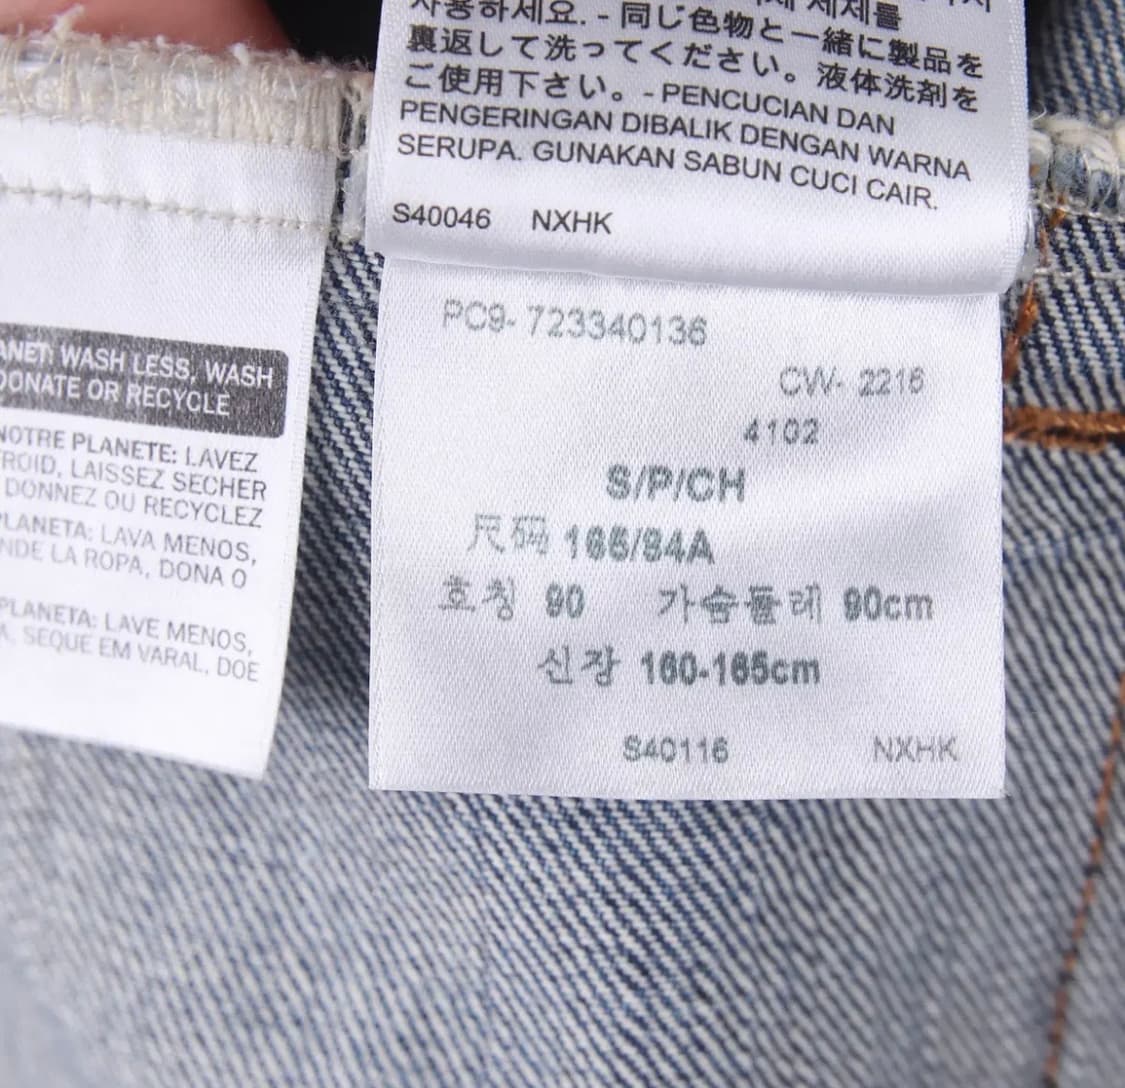 ANET: WASH LESS, WASH
DONATE OR RECYCLE
NOTRE PLANETE: LAVEZ
ROID, LAISSEZ SECHER
DONNEZ OU RECYCLEZ
PLANETA: LAVA MENOS,
NDE LA ROPA, DONA O
PLANETA: LAVE MENOS,
A, SEQUE EM VARAL, DOE
사용하세요. - 同じ色物と一緒に製品を
裏返して洗ってください。液体洗剤を
ご使用下さい。- PENCUCIAN DAN
PENGERINGAN DIBALIK DENGAN WARNA
SERUPA. GUNAKAN SABUN CUCI CAIR.
S40046 NXHK
PC9- 723340136
CW- 2216
4102
S/P/CH
尺码 165/84A
호칭 90 가슴둘레 90cm
신장 160-165cm
S40116 NXHK